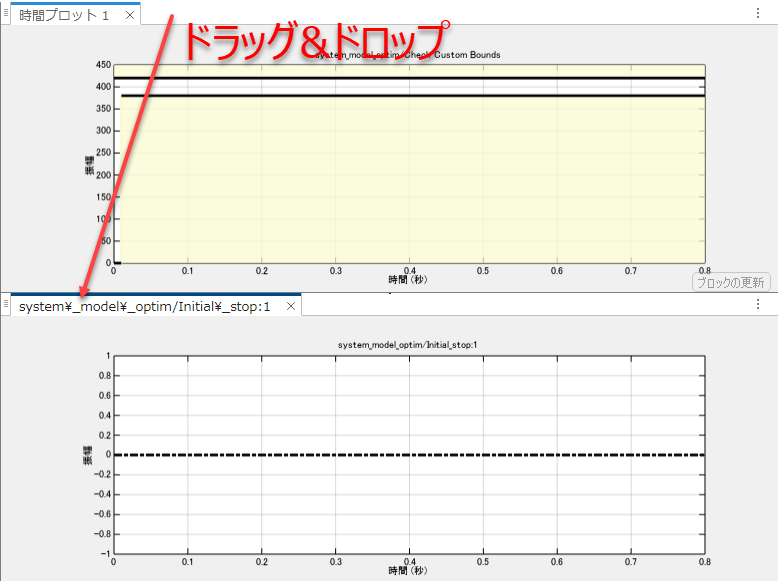 時間プロット 1
ドラッグ＆ドロップ
system_model_optim/Check Custom Bounds
450
400
350
300
250
200
150
100
50
0
振幅
0 0.1 0.2 0.3 0.4 0.5 0.6 0.7 0.8
時間 (秒)
ブロックの更新
system¥_model¥_optim/Initial¥_stop:1
system_model_optim/Initial_stop:1
1
0.8
0.6
0.4
0.2
0
-0.2
-0.4
-0.6
-0.8
-1
振幅
0 0.1 0.2 0.3 0.4 0.5 0.6 0.7 0.8
時間 (秒)